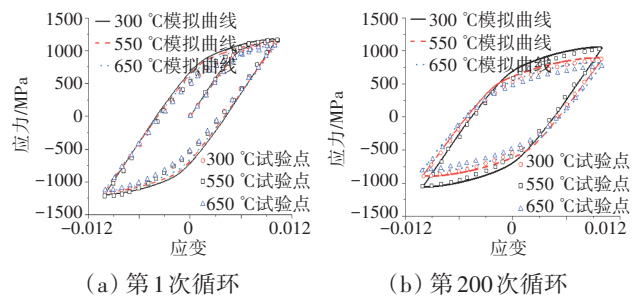 1500
1000
500
0
−500
−1000
−1500
−0.012
0
0.012
应力/MPa
应变
300 ℃模拟曲线
550 ℃模拟曲线
650 ℃模拟曲线
300 ℃试验点
550 ℃试验点
650 ℃试验点
(a) 第1次循环
1500
1000
500
0
−500
−1000
−1500
−0.012
0
0.012
应力/MPa
应变
300 ℃模拟曲线
550 ℃模拟曲线
650 ℃模拟曲线
300 ℃试验点
550 ℃试验点
650 ℃试验点
(b) 第200次循环